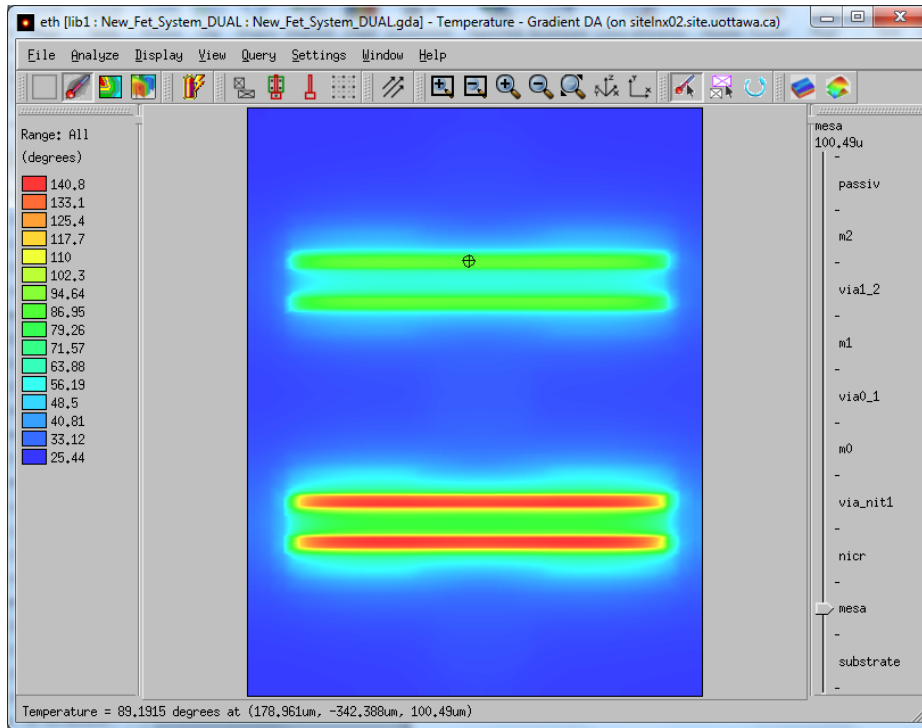 eth [lib1 : New_Fet_System_DUAL : New_Fet_System_DUAL.gda] - Temperature - Gradient DA (on sitelnx02.site.uottawa.ca)
File Analyze Display View Query Settings Window Help
Range: All
(degrees)
140.8
133.1
125.4
117.7
110
102.3
94.64
86.95
79.26
71.57
63.88
56.19
48.5
40.81
33.12
25.44
mesa
100.49u
passiv
m2
via1_2
m1
via0_1
m0
via_nit1
nicr
mesa
substrate
Temperature = 89.1915 degrees at (178.961um, -342.388um, 100.49um)